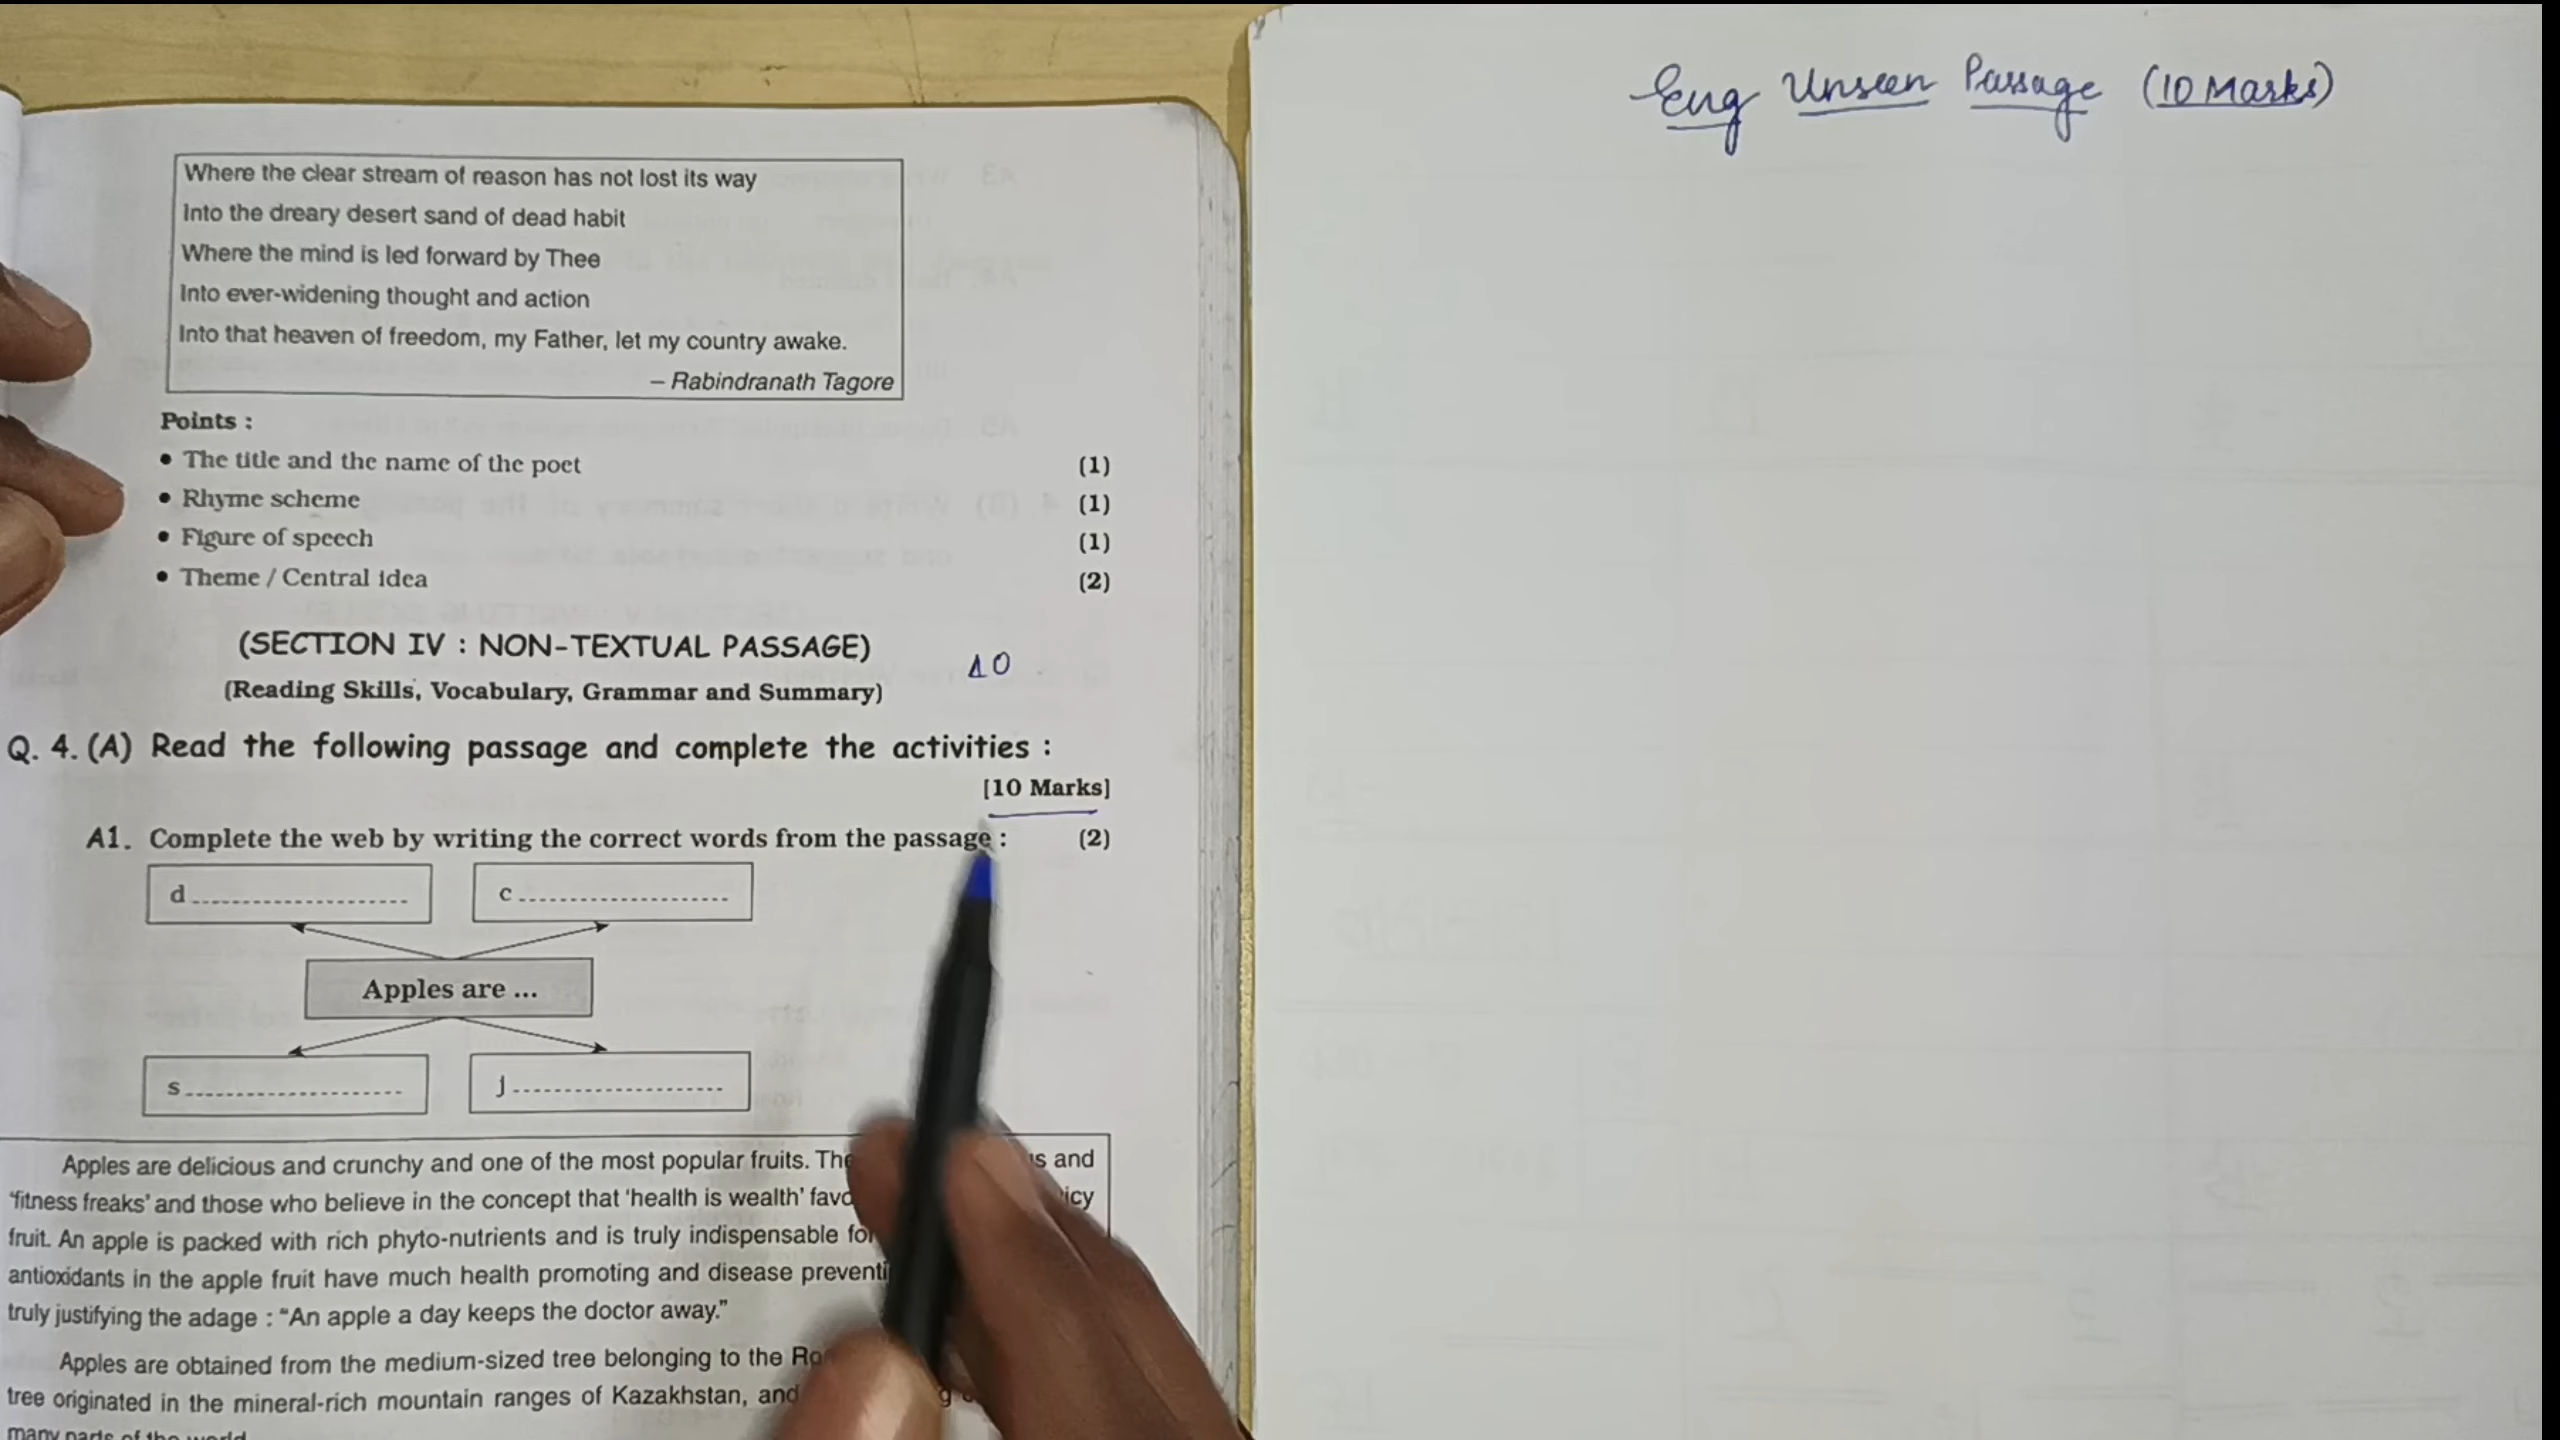 Eng Unseen Passage (10 Marks)
Where the clear stream of reason has not lost its way
Into the dreary desert sand of dead habit
Where the mind is led forward by Thee
Into ever-widening thought and action
Into that heaven of freedom, my Father, let my country awake.
– Rabindranath Tagore
Points :
• The title and the name of the poet (1)
• Rhyme scheme (1)
• Figure of speech (1)
• Theme / Central idea (2)
(SECTION IV : NON-TEXTUAL PASSAGE)
10
(Reading Skills, Vocabulary, Grammar and Summary)
Q. 4. (A) Read the following passage and complete the activities :
[10 Marks]
A1. Complete the web by writing the correct words from the passage : (2)
d
c
Apples are ...
s
j
Apples are delicious and crunchy and one of the most popular fruits. and
'fitness freaks' and those who believe in the concept that 'health is wealth'
fruit. An apple is packed with rich phyto-nutrients and is truly indispensable
antioxidants in the apple fruit have much health promoting and disease
truly justifying the adage : "An apple a day keeps the doctor away."
Apples are obtained from the medium-sized tree belonging to the
tree originated in the mineral-rich mountain ranges of Kazakhstan, and
many parts of the world